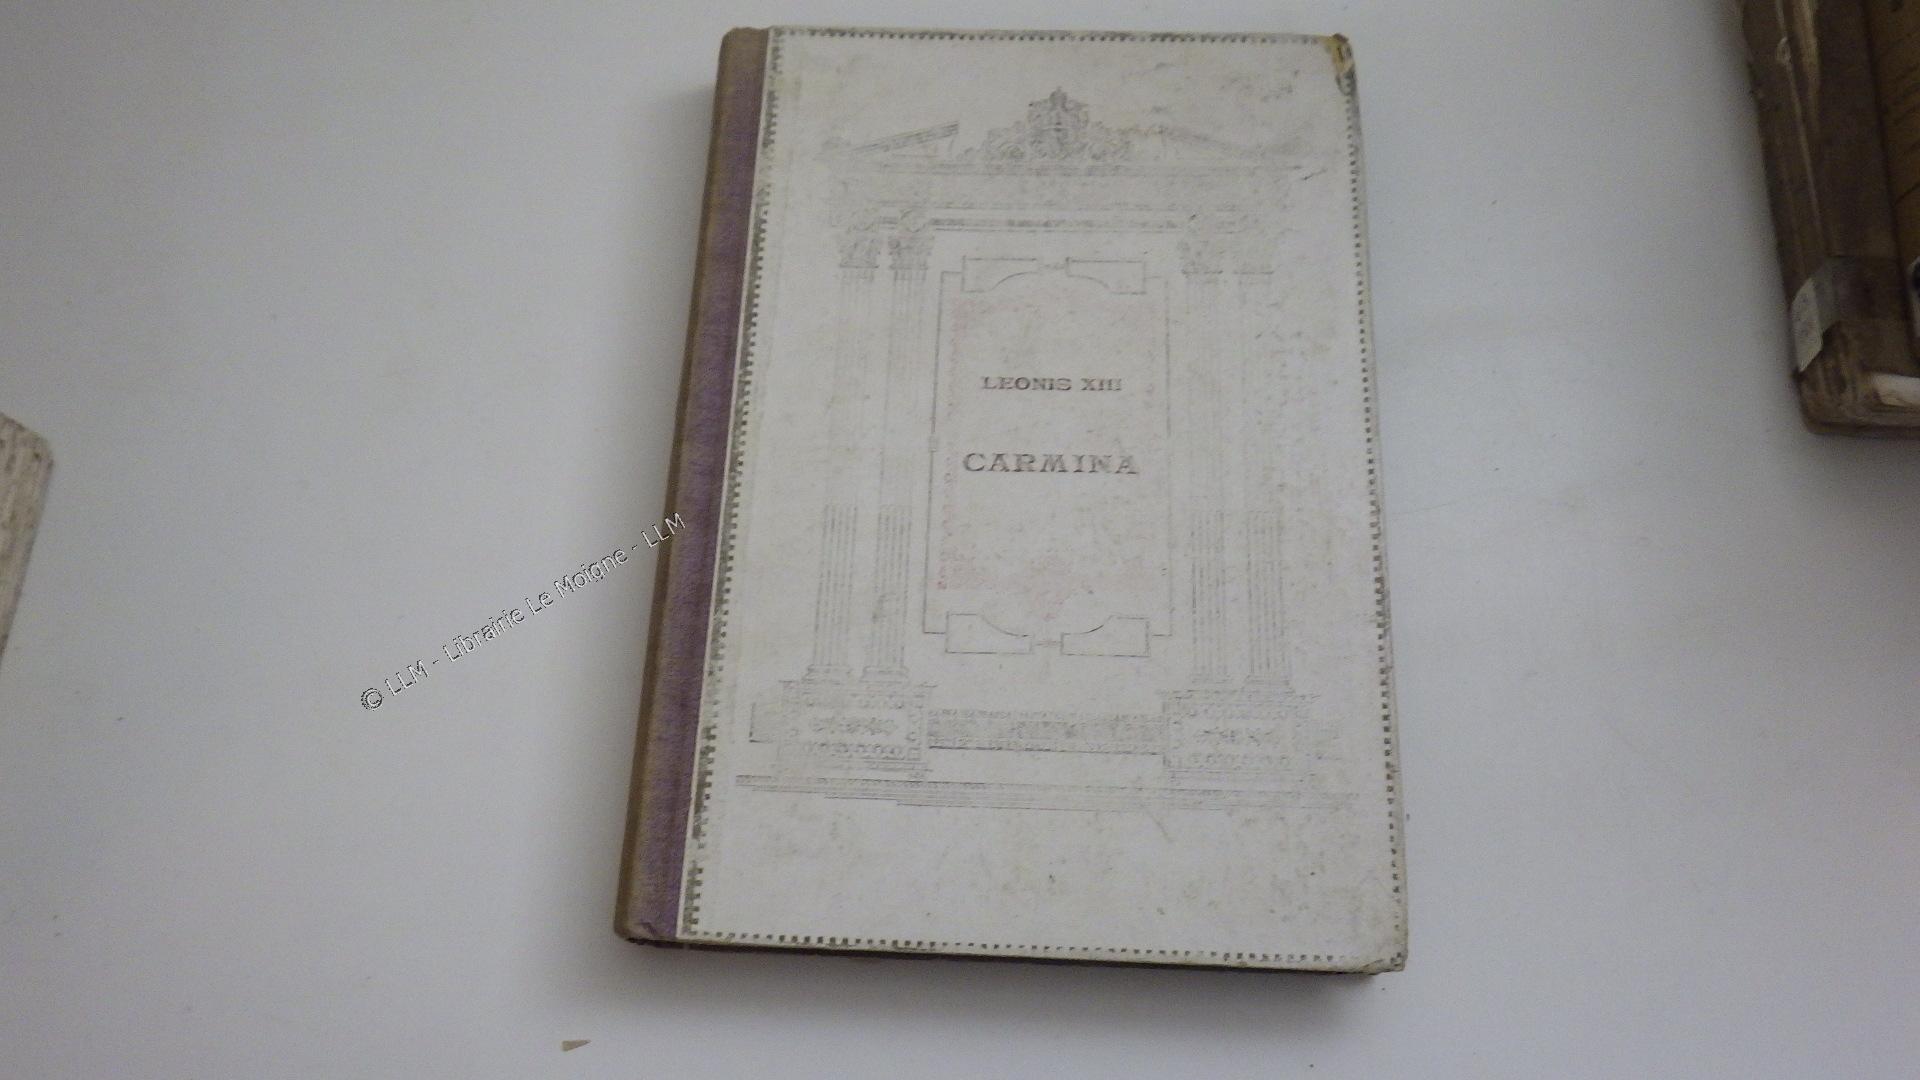 LEONIS XIII
CARMINA
© LLM - Librairie Le Moigne - LLM